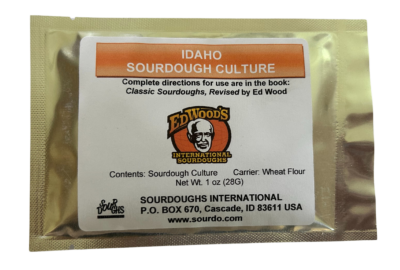 IDAHO
SOURDOUGH CULTURE
Complete directions for use are in the book:
Classic Sourdoughs, Revised by Ed Wood
ED WOOD'S
INTERNATIONAL
SOURDOUGHS
Contents: Sourdough Culture Carrier: Wheat Flour
Net Wt. 1 oz (28G)
SOURDOUGHS INTERNATIONAL
P.O. BOX 670, Cascade, ID 83611 USA
www.sourdo.com